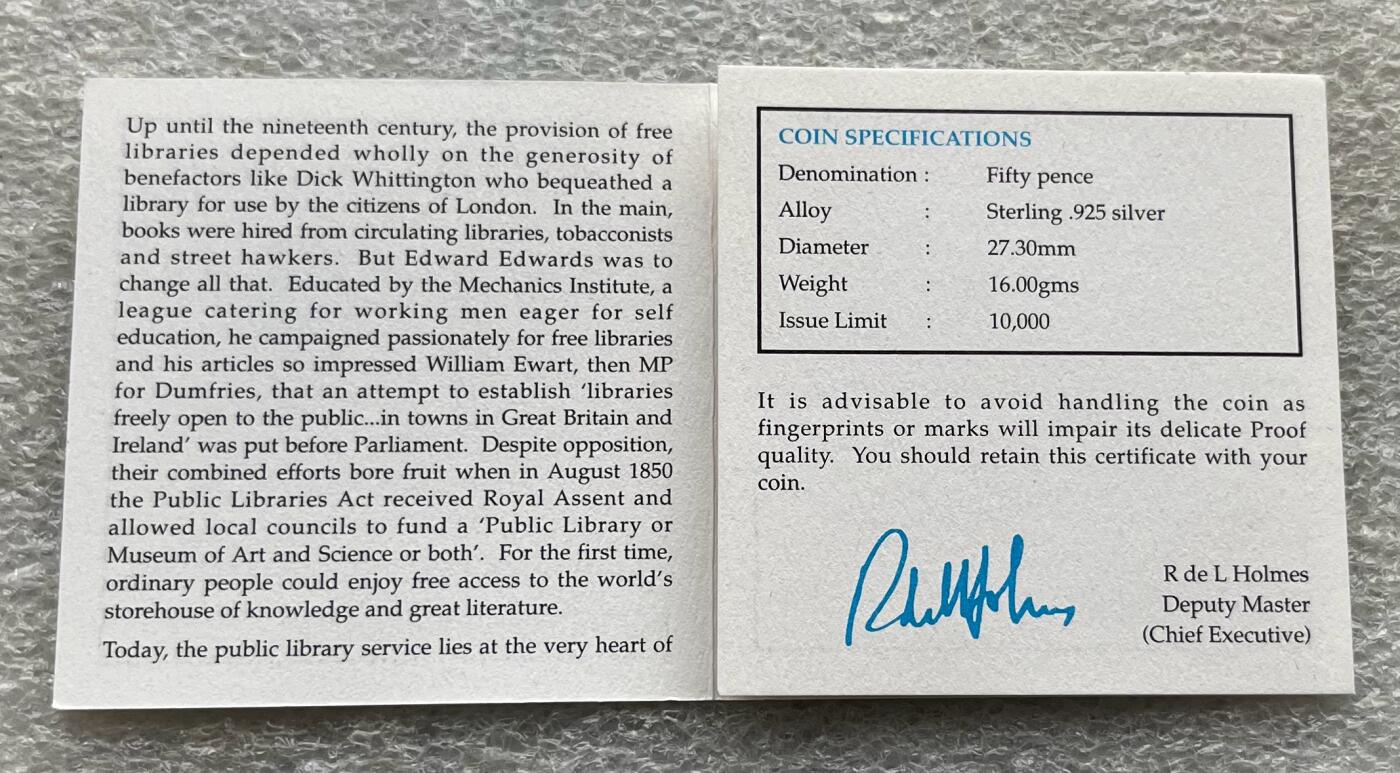 Up until the nineteenth century, the provision of free
libraries depended wholly on the generosity of
benefactors like Dick Whittington who bequeathed a
library for use by the citizens of London. In the main,
books were hired from circulating libraries, tobacconists
and street hawkers. But Edward Edwards was to
change all that. Educated by the Mechanics Institute, a
league catering for working men eager for self
education, he campaigned passionately for free libraries
and his articles so impressed William Ewart, then MP
for Dumfries, that an attempt to establish ‘libraries
freely open to the public...in towns in Great Britain and
Ireland’ was put before Parliament. Despite opposition,
their combined efforts bore fruit when in August 1850
the Public Libraries Act received Royal Assent and
allowed local councils to fund a ‘Public Library or
Museum of Art and Science or both’. For the first time,
ordinary people could enjoy free access to the world’s
storehouse of knowledge and great literature.
Today, the public library service lies at the very heart of
COIN SPECIFICATIONS
Denomination : Fifty pence
Alloy : Sterling .925 silver
Diameter : 27.30mm
Weight : 16.00gms
Issue Limit : 10,000
It is advisable to avoid handling the coin as
fingerprints or marks will impair its delicate Proof
quality. You should retain this certificate with your
coin.
R de L Holmes
R de L Holmes
Deputy Master
(Chief Executive)